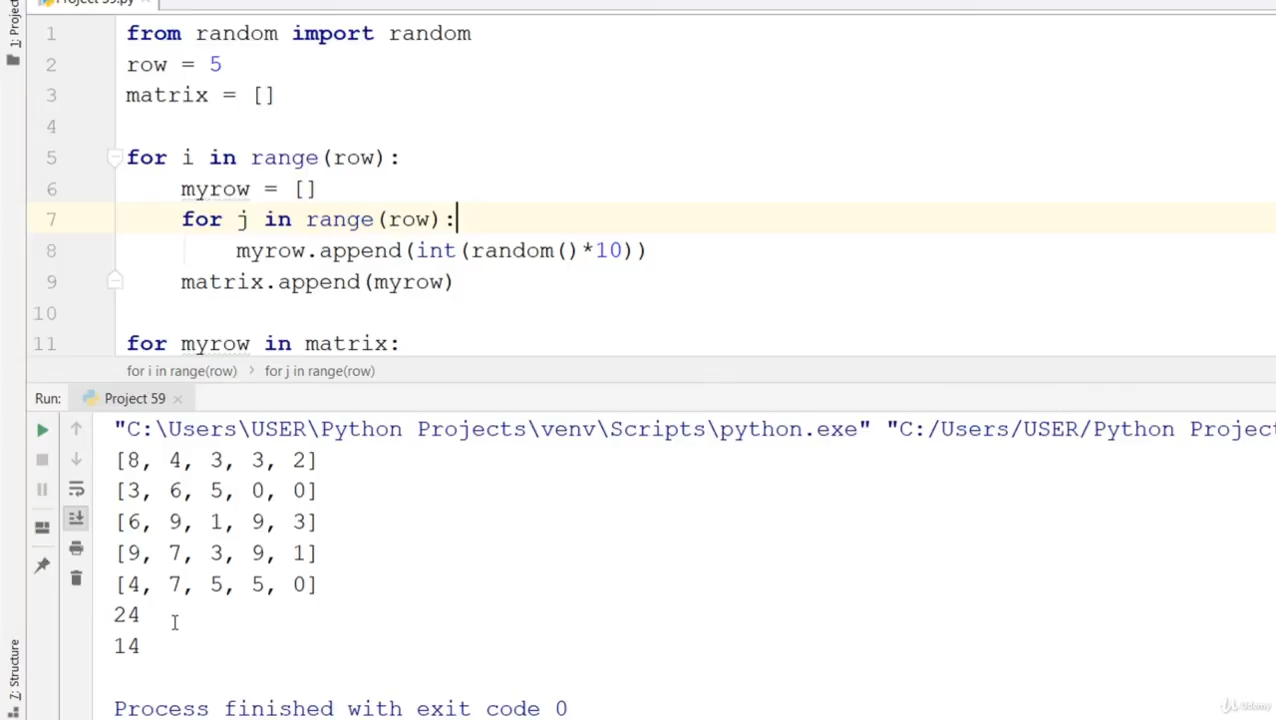 Project 59.py
1: Project
1 from random import random
2 row = 5
3 matrix = []
4
5 for i in range(row):
6 myrow = []
7 for j in range(row):
8 myrow.append(int(random()*10))
9 matrix.append(myrow)
10
11 for myrow in matrix:
for i in range(row) › for j in range(row)
Run: Project 59
"C:\Users\USER\Python Projects\venv\Scripts\python.exe" "C:/Users/USER/Python Project
[8, 4, 3, 3, 2]
[3, 6, 5, 0, 0]
[6, 9, 1, 9, 3]
[9, 7, 3, 9, 1]
[4, 7, 5, 5, 0]
24
14
7: Structure
Process finished with exit code 0
Udemy